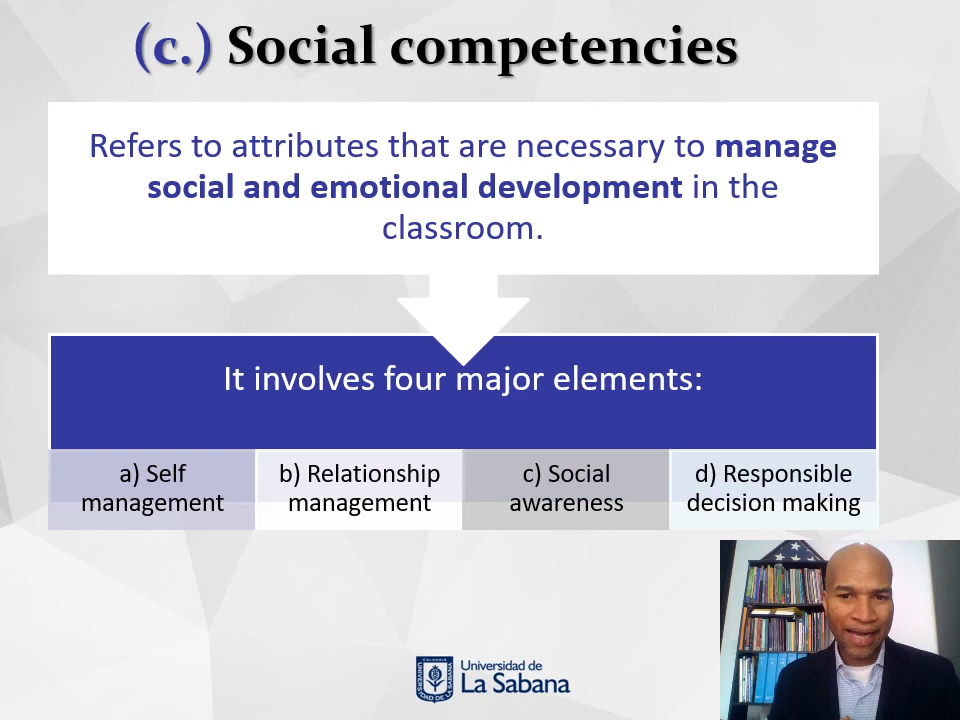 (c.) Social competencies
Refers to attributes that are necessary to manage
social and emotional development in the
classroom.
It involves four major elements:
a) Self
management
b) Relationship
management
c) Social
awareness
d) Responsible
decision making
Universidad de
La Sabana